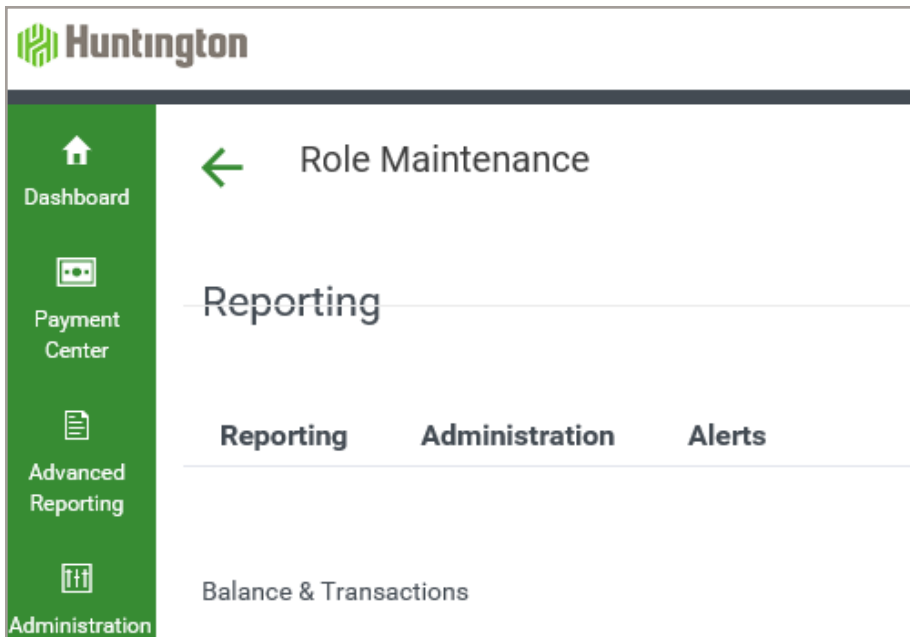 Huntington
Dashboard
Payment
Center
Advanced
Reporting
Administration
Role Maintenance
Reporting
Reporting Administration Alerts
Balance & Transactions